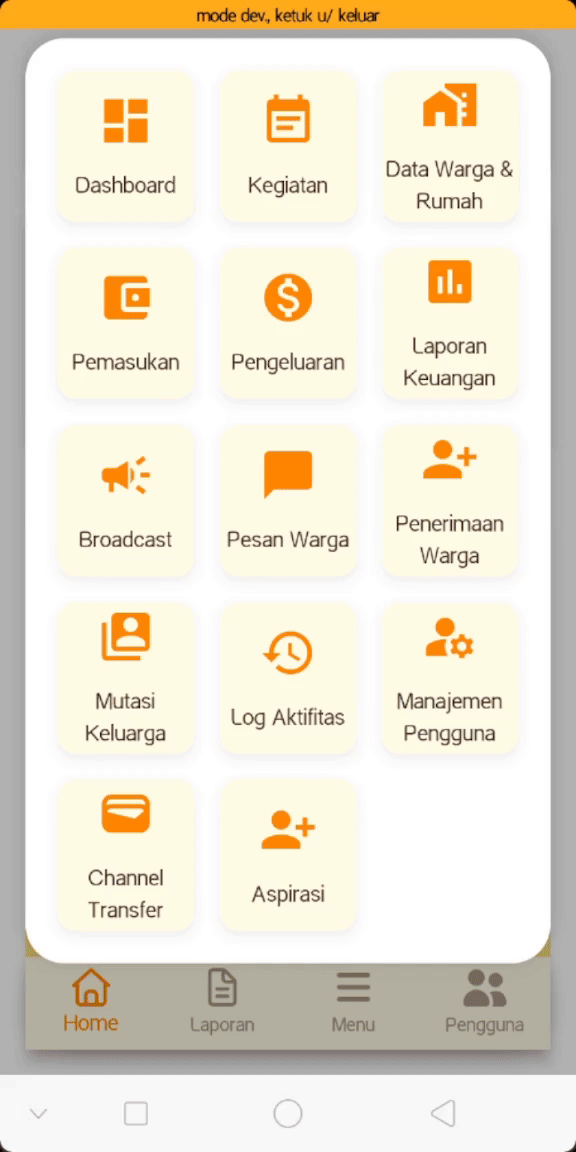 mode dev., ketuk u/ keluar
Dashboard
Kegiatan
Data Warga &
Rumah
Pemasukan
Pengeluaran
Laporan
Keuangan
Broadcast
Pesan Warga
Penerimaan
Warga
Mutasi
Keluarga
Log Aktifitas
Manajemen
Pengguna
Channel
Transfer
Aspirasi
Home
Laporan
Menu
Pengguna